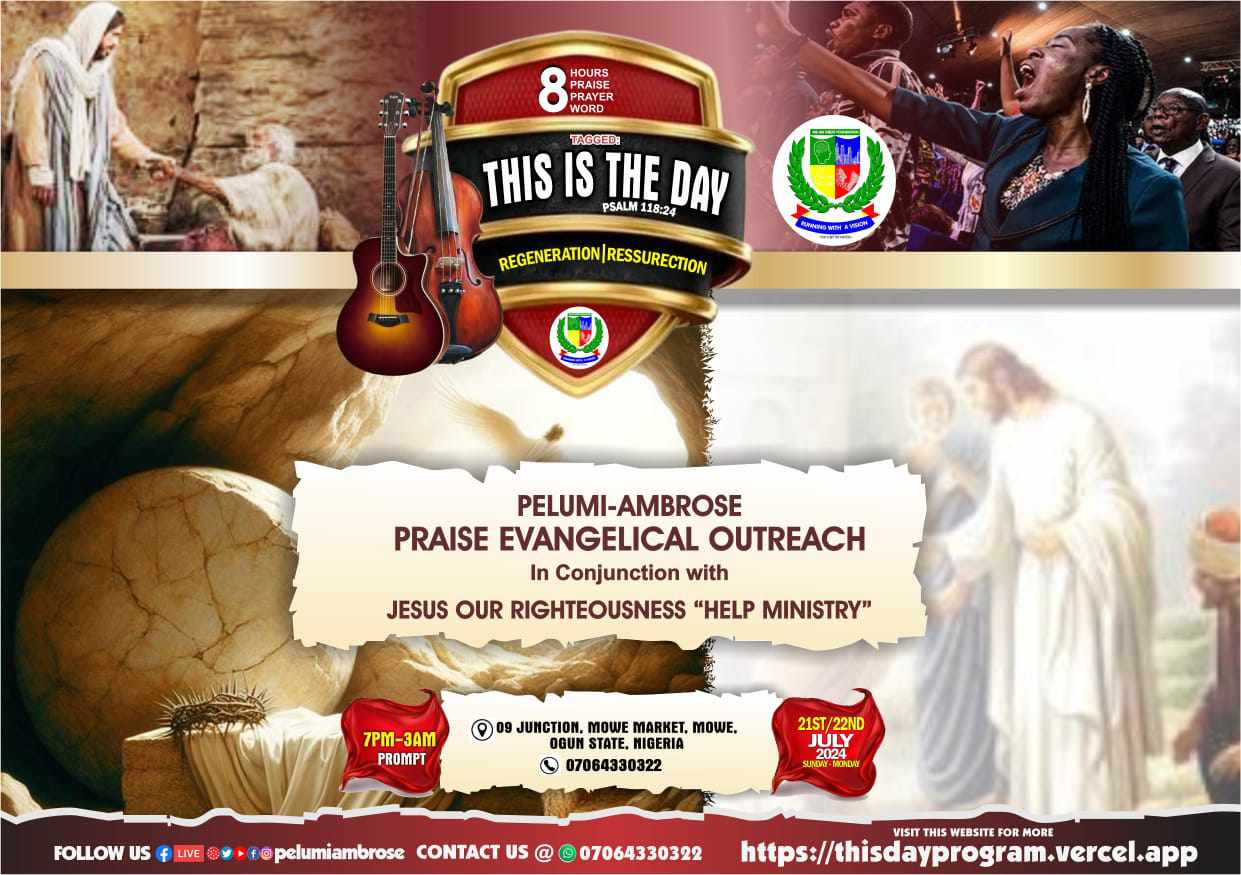 8 HOURS
PRAISE
PRAYER
WORD
TAGGED:
THIS IS THE DAY
PSALM 118:24
REGENERATION|RESSURECTION
RUNNING WITH A VISION
PELUMI-AMBROSE
PRAISE EVANGELICAL OUTREACH
In Conjunction with
JESUS OUR RIGHTEOUSNESS “HELP MINISTRY”
7PM-3AM
PROMPT
09 JUNCTION, MOWE MARKET, MOWE,
OGUN STATE, NIGERIA
07064330322
21ST/22ND
JULY
2024
SUNDAY - MONDAY
VISIT THIS WEBSITE FOR MORE
FOLLOW US LIVE @pelumiambrose CONTACT US @ 07064330322 https://thisdayprogram.vercel.app